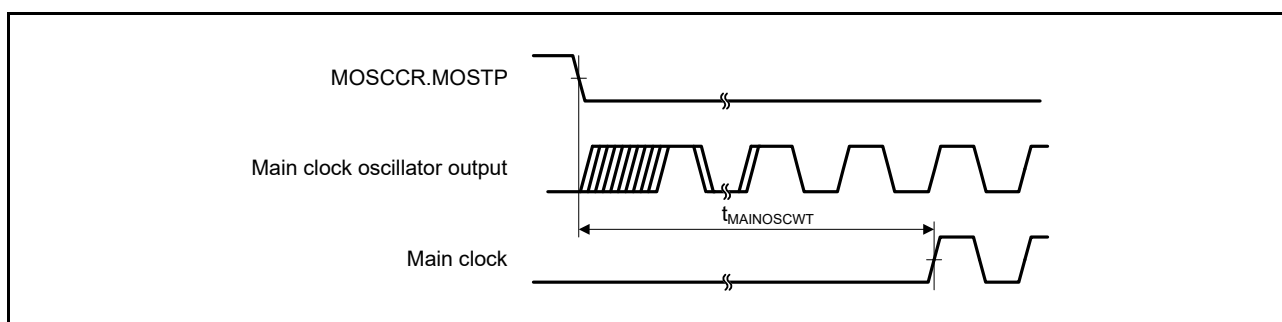 MOSCCR.MOSTP
Main clock oscillator output
tMAINOSCWT
Main clock